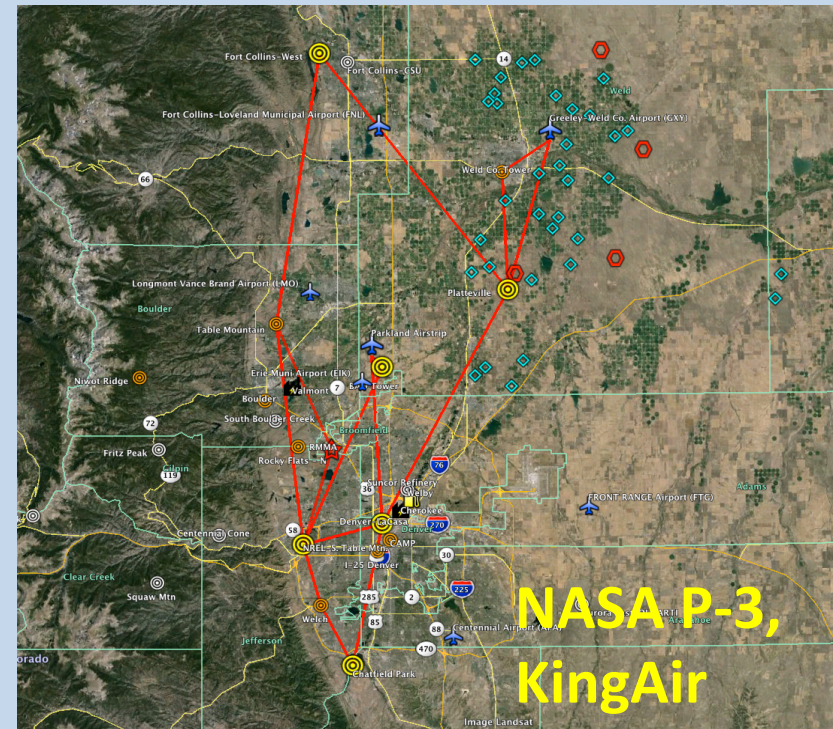 Fort Collins-West
Fort Collins-CSU
14
Weld
Fort Collins-Loveland Municipal Airport (FNL)
Greeley-Weld Co. Airport (GXY)
Weld Co. Tower
66
Longmont Vance Brand Airport (LMO)
Boulder
Platteville
Table Mountain
Parkland Airstrip
Erie Muni Airport (EIK)
Niwot Ridge
Valmont
7
Tower
Boulder
South Boulder Creek
72
Broomfield
Fritz Peak
RMMA
Rocky Flats-N
Gilpin
119
76
Suncor Refinery
36
Welby
Adams
FRONT RANGE Airport (FTG)
Cherokee
Denver
270
58
Centennial Cone
NREL-S. Table Mtn.
CAMP
I-25 Denver
30
Clear Creek
Squaw Mtn
285
2
225
NASA P-3,
Welch
85
88
Centennial Airport (APA)
Jefferson
470
orado
Chatfield Park
KingAir
Image Landsat